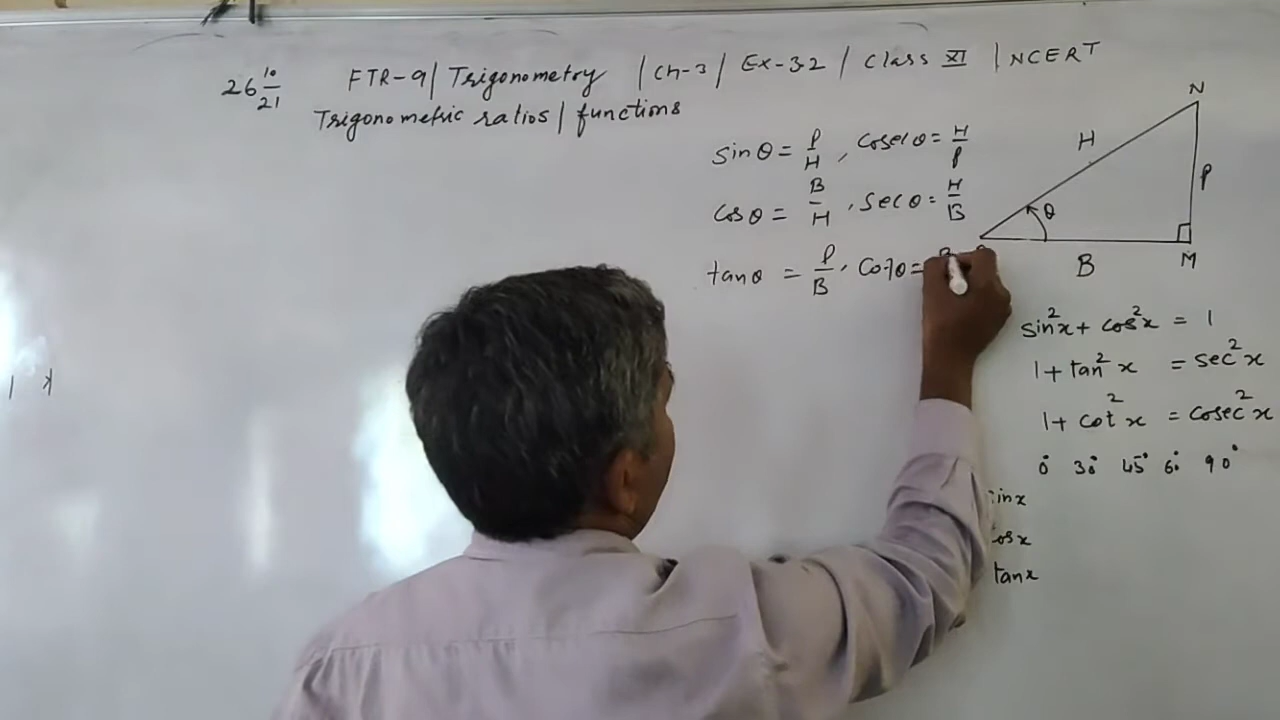 26 10/21 FTR-9 | Trigonometry | Ch-3 | Ex-3.2 | Class XI | NCERT
Trigonometric ratios | functions
sinθ = P/H , cosecθ = H/P
cosθ = B/H , secθ = H/B
tanθ = P/B , cotθ = B
N
H
P
θ
B
M
sin²x + cos²x = 1
1 + tan²x = sec²x
1 + cot²x = cosec²x
0° 30° 45° 60° 90°
inx
osx
tanx